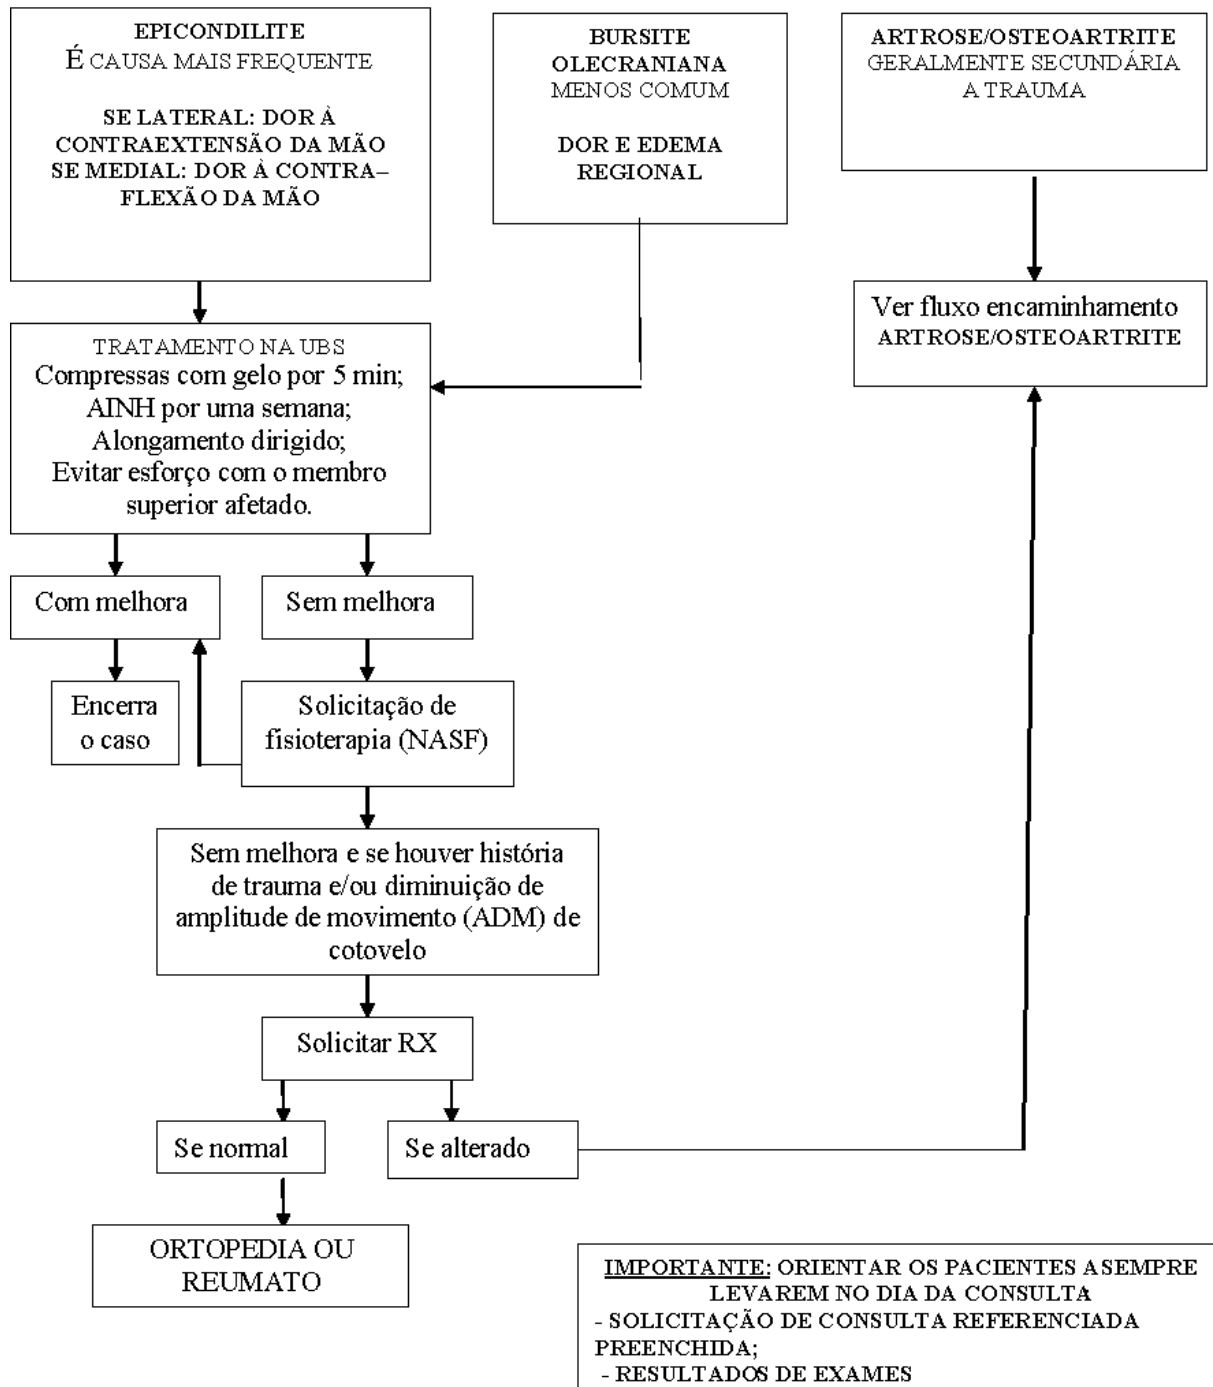 EPICONDILITE
É CAUSA MAIS FREQUENTE
SE LATERAL: DOR À
CONTRAEXTENSÃO DA MÃO
SE MEDIAL: DOR À CONTRA–
FLEXÃO DA MÃO
BURSITE
OLECRANIANA
MENOS COMUM
DOR E EDEMA
REGIONAL
ARTROSE/OSTEOARTRITE
GERALMENTE SECUNDÁRIA
A TRAUMA
Ver fluxo encaminhamento
ARTROSE/OSTEOARTRITE
TRATAMENTO NA UBS
Compressas com gelo por 5 min;
AINH por uma semana;
Alongamento dirigido;
Evitar esforço com o membro
superior afetado.
Com melhora
Sem melhora
Encerra
o caso
Solicitação de
fisioterapia (NASF)
Sem melhora e se houver história
de trauma e/ou diminuição de
amplitude de movimento (ADM) de
cotovelo
Solicitar RX
Se normal
Se alterado
ORTOPEDIA OU
REUMATO
IMPORTANTE: ORIENTAR OS PACIENTES A SEMPRE
LEVAREM NO DIA DA CONSULTA
- SOLICITAÇÃO DE CONSULTA REFERENCIADA
PREENCHIDA;
- RESULTADOS DE EXAMES